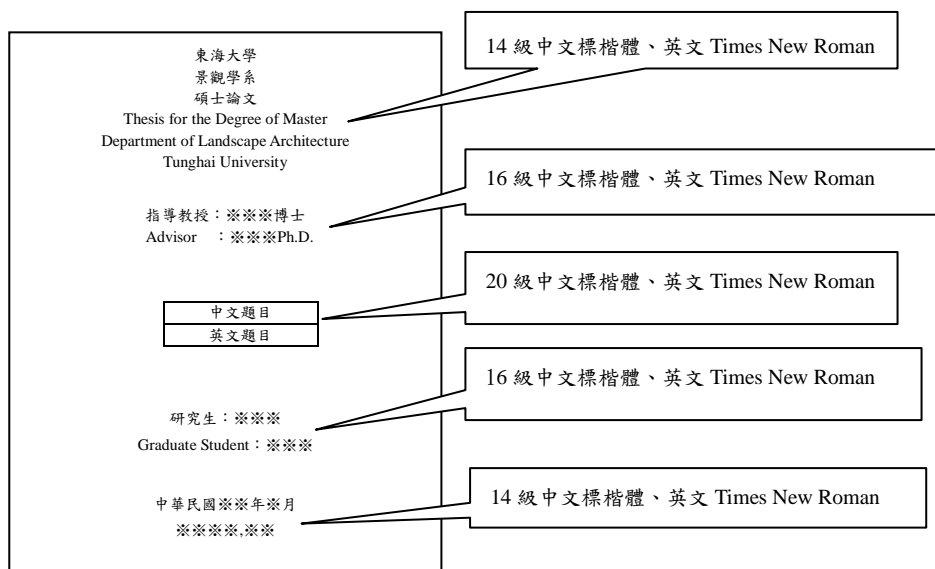 東海大學
景觀學系
碩士論文
Thesis for the Degree of Master
Department of Landscape Architecture
Tunghai University
14 級中文標楷體、英文 Times New Roman
指導教授：※※※博士
Advisor ：※※※Ph.D.
16 級中文標楷體、英文 Times New Roman
中文題目
英文題目
20 級中文標楷體、英文 Times New Roman
研究生：※※※
Graduate Student：※※※
16 級中文標楷體、英文 Times New Roman
中華民國※※年※月
※※※※,※※
14 級中文標楷體、英文 Times New Roman